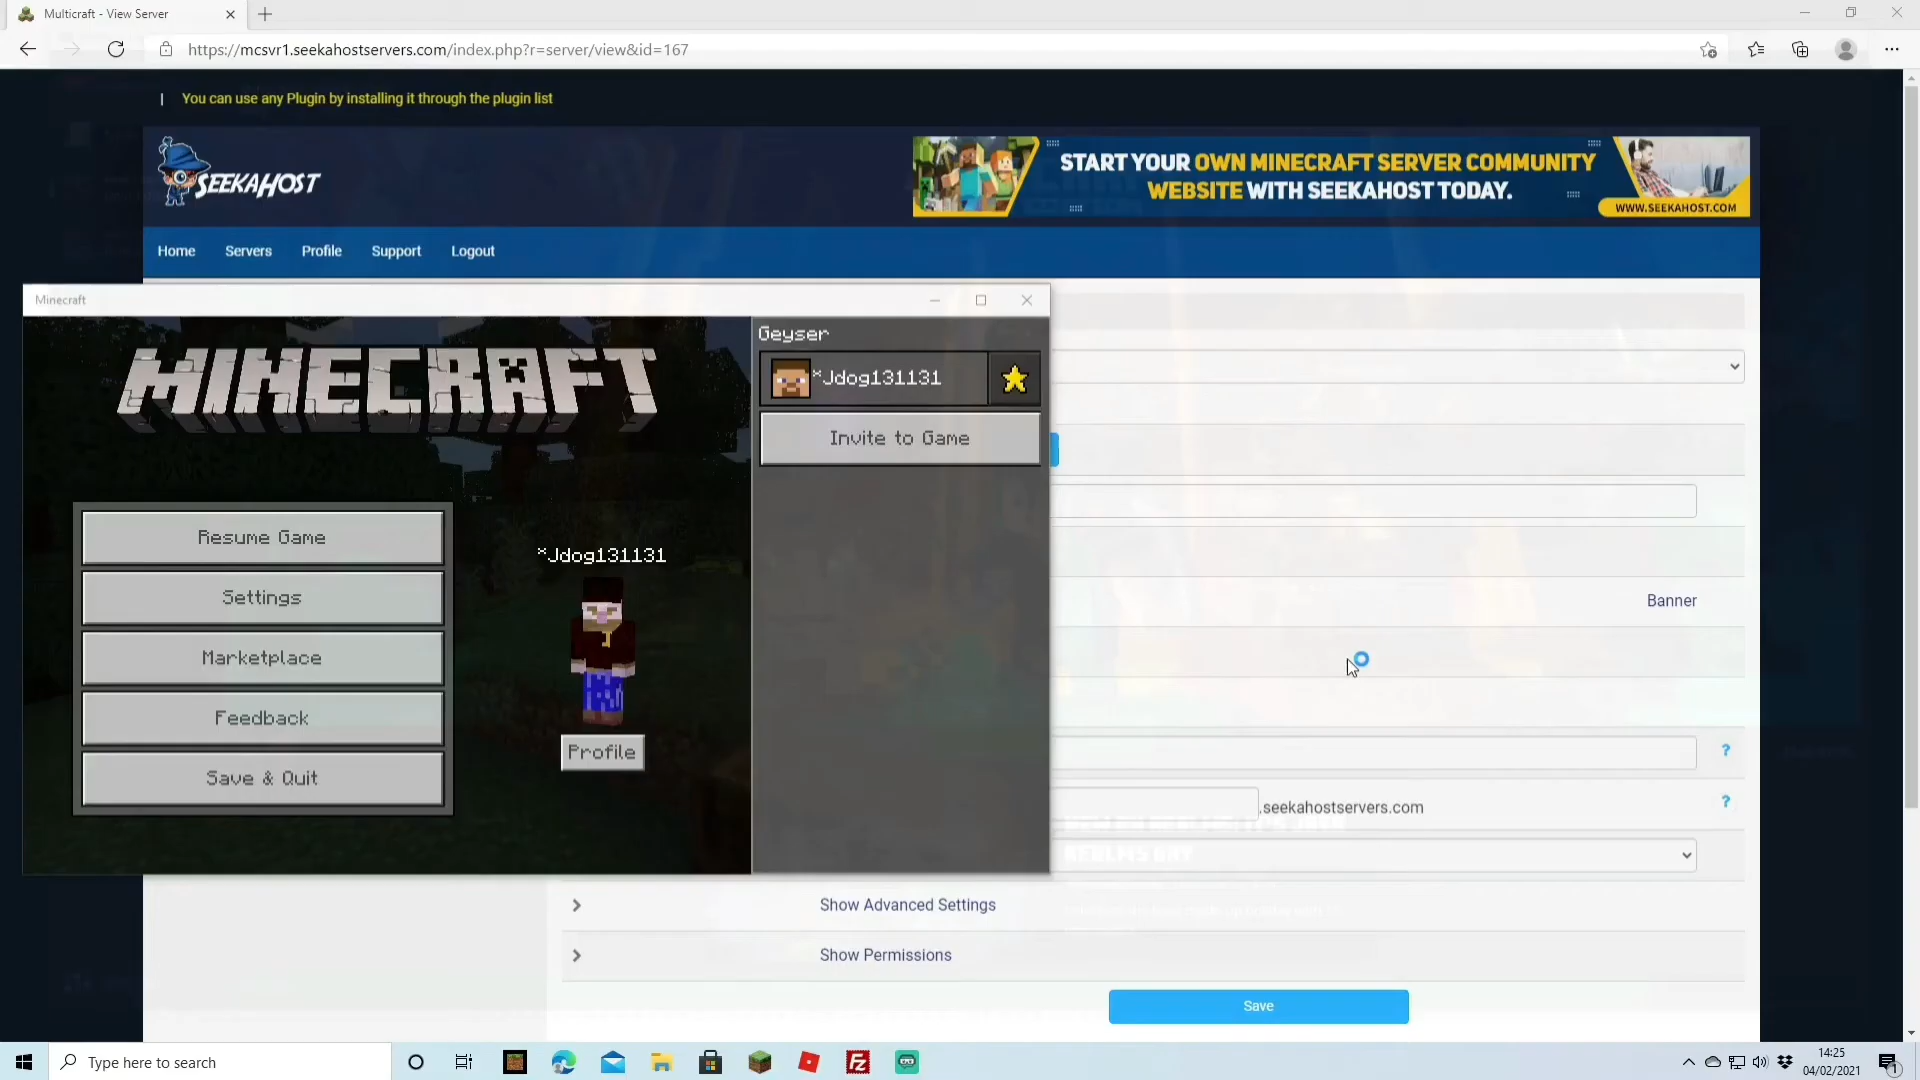 Multicraft - View Server
https://mcsvr1.seekahostservers.com/index.php?r=server/view&id=167
| You can use any Plugin by installing it through the plugin list
SEEKAHOST
START YOUR OWN MINECRAFT SERVER COMMUNITY
WEBSITE WITH SEEKAHOST TODAY.
WWW.SEEKAHOST.COM
Home Servers Profile Support Logout
Minecraft
MINECRAFT
Geyser
*Jdog131131
Invite to Game
Resume Game
*Jdog131131
Settings
Banner
Marketplace
Feedback
Profile
?
Save & Quit
.seekahostservers.com ?
Show Advanced Settings
Show Permissions
Save
Type here to search
14:25
04/02/2021
1